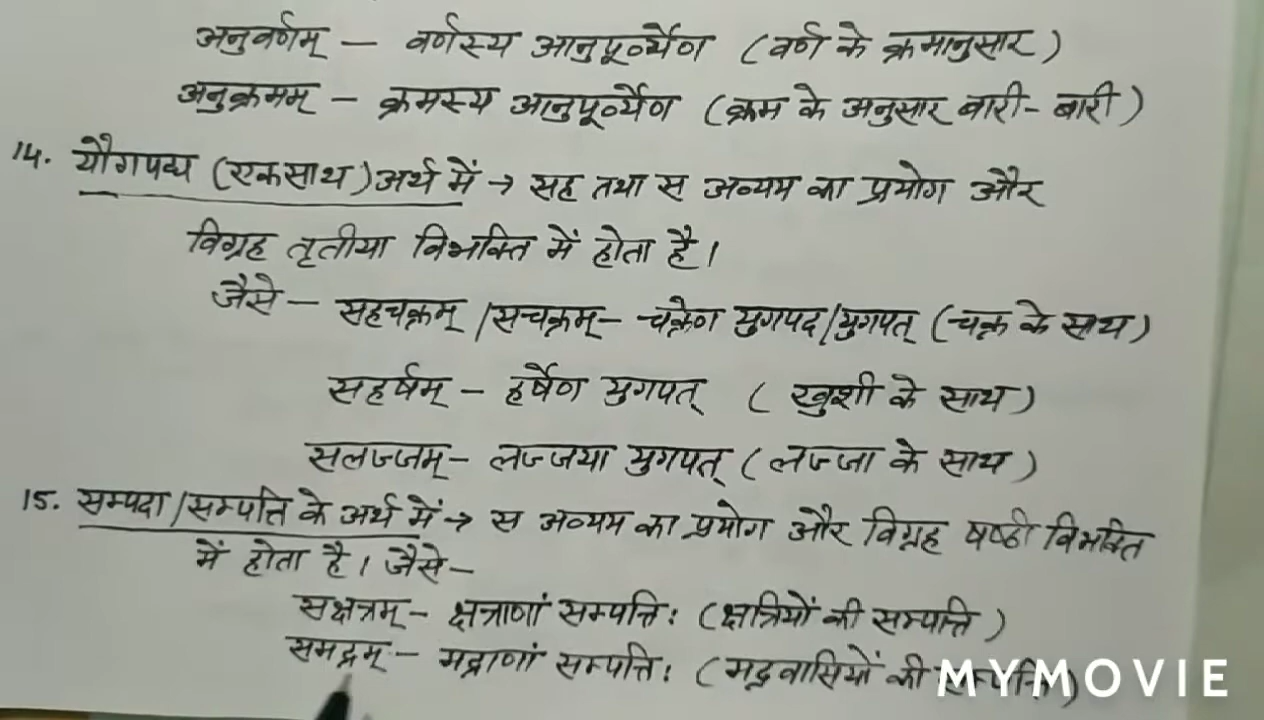 अनुवर्णम् – वर्णस्य आनुपूर्व्येण (वर्ण के क्रमानुसार)
अनुक्रमम् – क्रमस्य आनुपूर्व्येण (क्रम के अनुसार बारी-बारी)
14. यौगपद्य (एकसाथ) अर्थ में → सह तथा स अव्यय का प्रयोग और
विग्रह तृतीया विभक्ति में होता है।
जैसे – सहचक्रम् / सचक्रम् – चक्रेण युगपद/युगपत् (चक्र के साथ)
सहर्षम् – हर्षेण युगपत् (खुशी के साथ)
सलज्जम् – लज्जया युगपत् (लज्जा के साथ)
15. सम्पदा/सम्पत्ति के अर्थ में → स अव्यय का प्रयोग और विग्रह षष्ठी विभक्ति
में होता है। जैसे –
सक्षत्रम् – क्षत्राणां सम्पत्ति: (क्षत्रियों की सम्पत्ति)
समद्रम् – मद्राणां सम्पत्ति: (मद्रवासियों की सम्पत्ति)
MYMOVIE